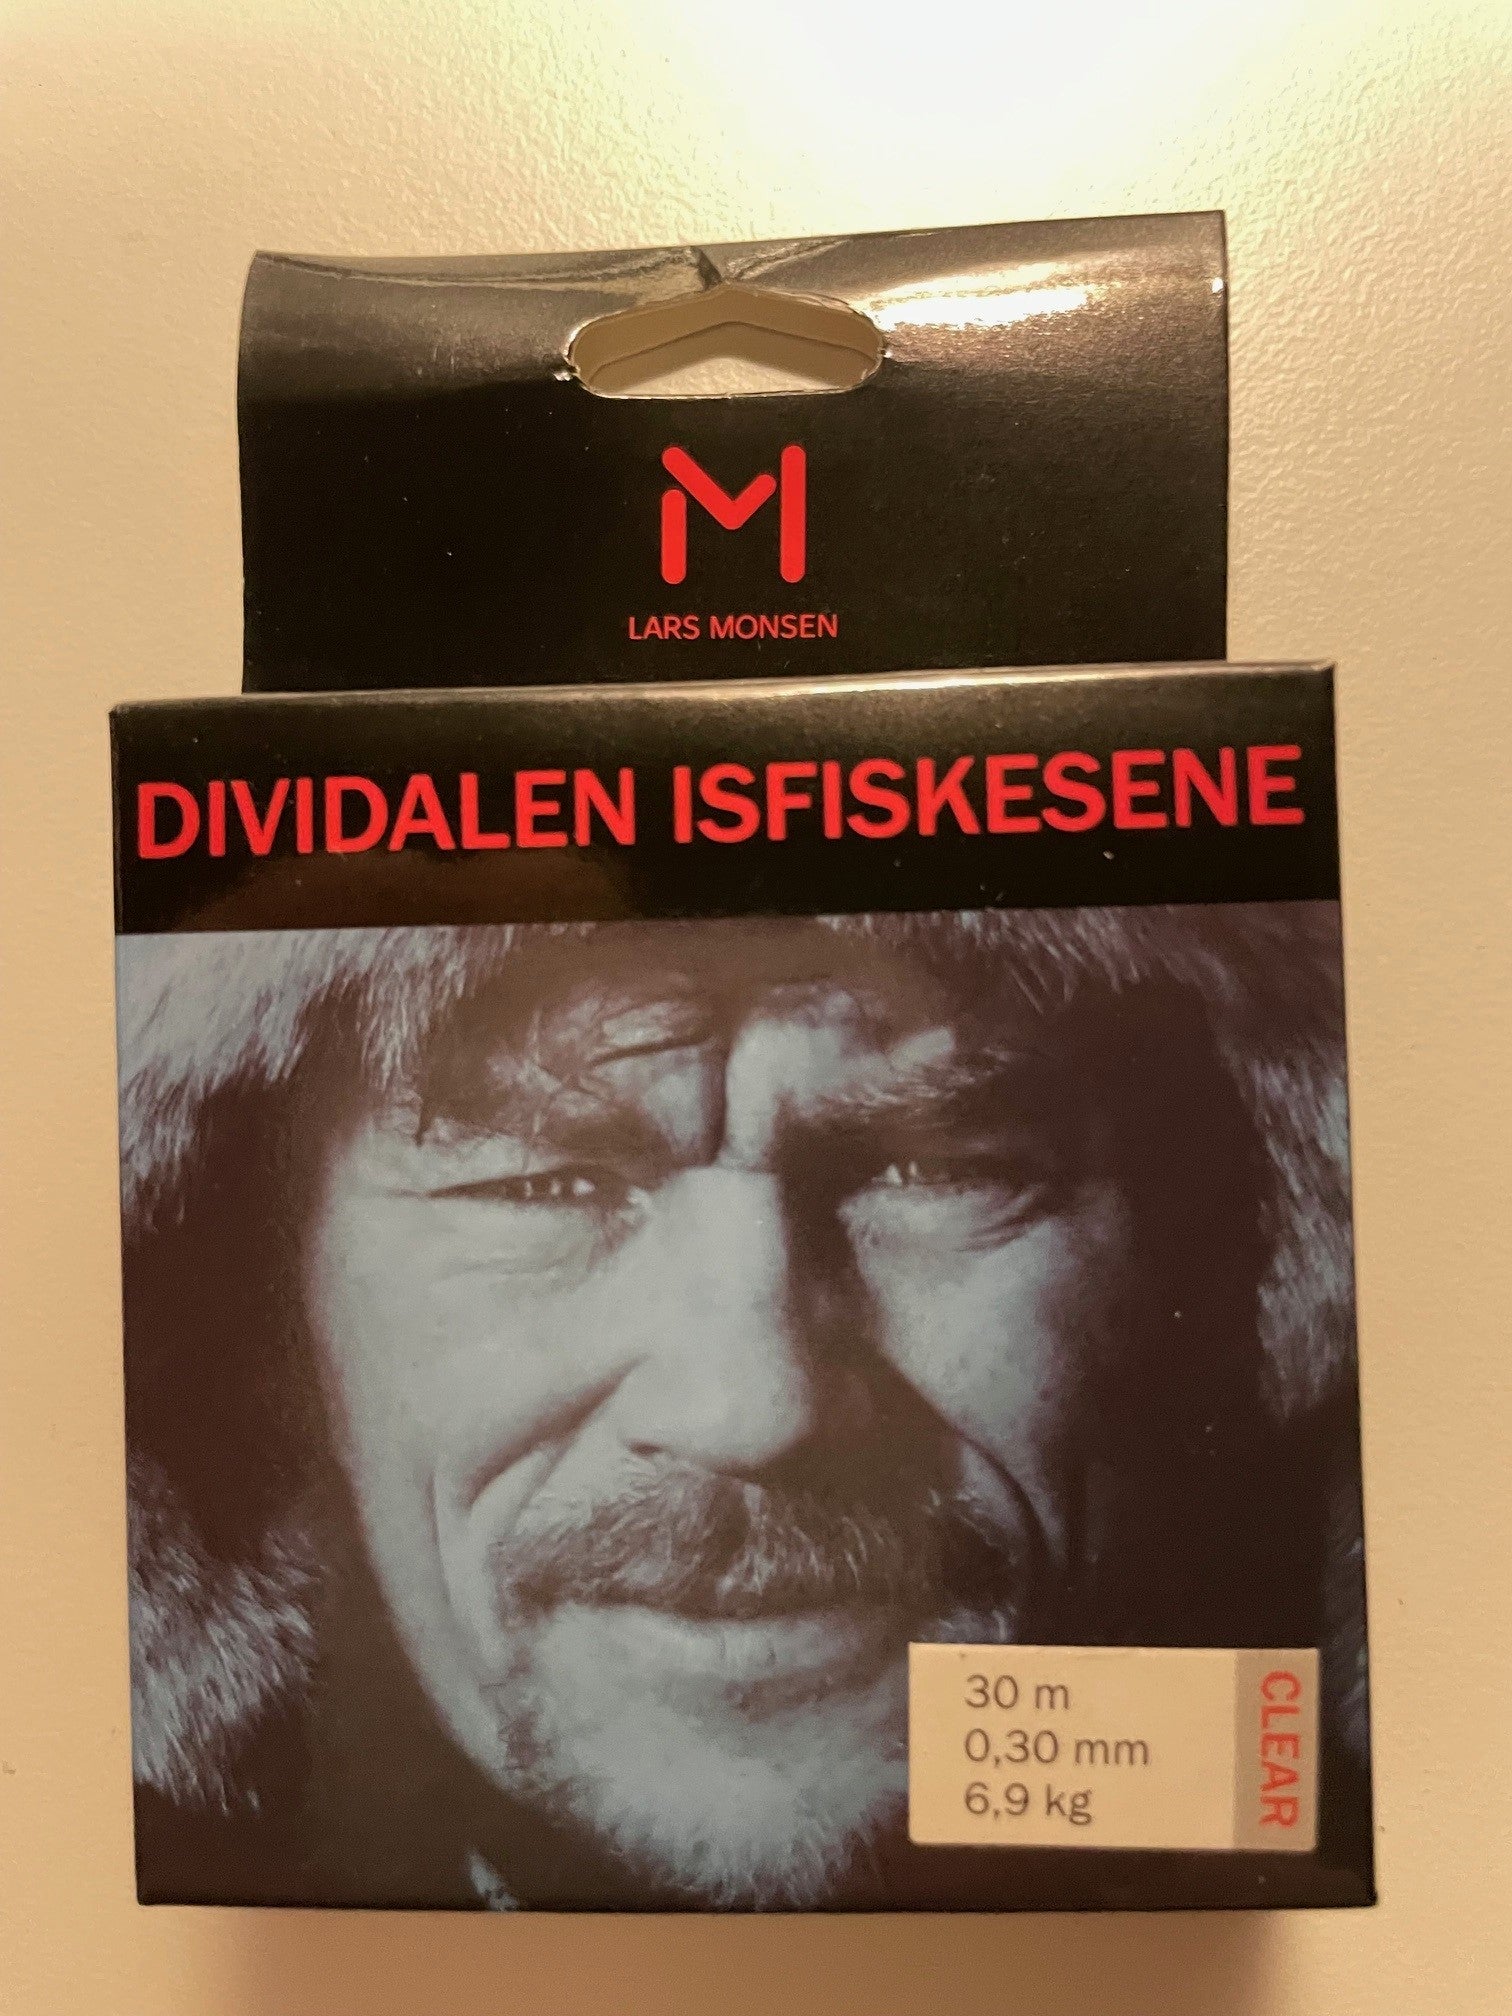 M
LARS MONSEN
DIVIDALEN ISFISKESENE
30 m
0,30 mm
6,9 kg
CLEAR